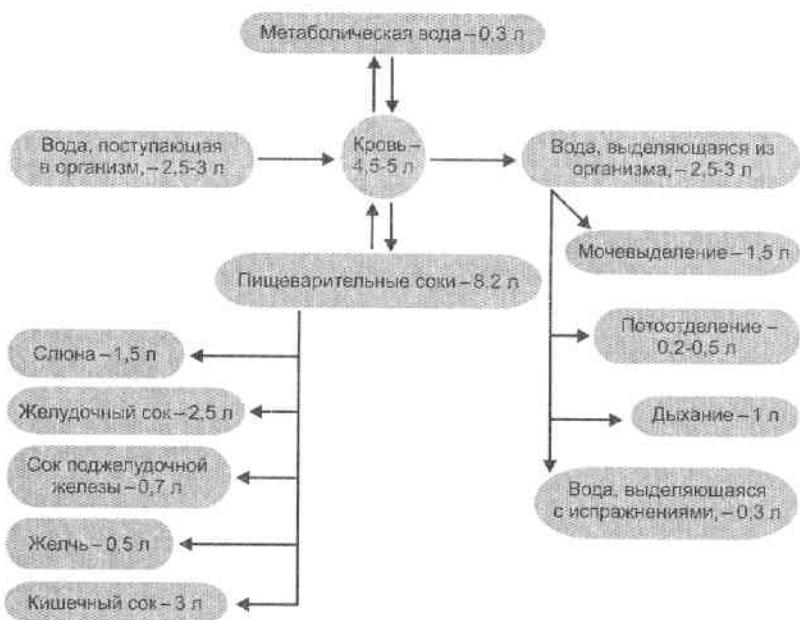 Метаболическая вода – 0,3 л
Вода, поступающая
в организм, – 2,5-3 л
Кровь –
4,5-5 л
Вода, выделяющаяся из
организма, – 2,5-3 л
Мочевыделение – 1,5 л
Пищеварительные соки – 8,2 л
Потоотделение –
0,2-0,5 л
Слюна – 1,5 л
Желудочный сок – 2,5 л
Дыхание – 1 л
Сок поджелудочной
железы – 0,7 л
Вода, выделяющаяся
с испражнениями, – 0,3 л
Желчь – 0,5 л
Кишечный сок – 3 л